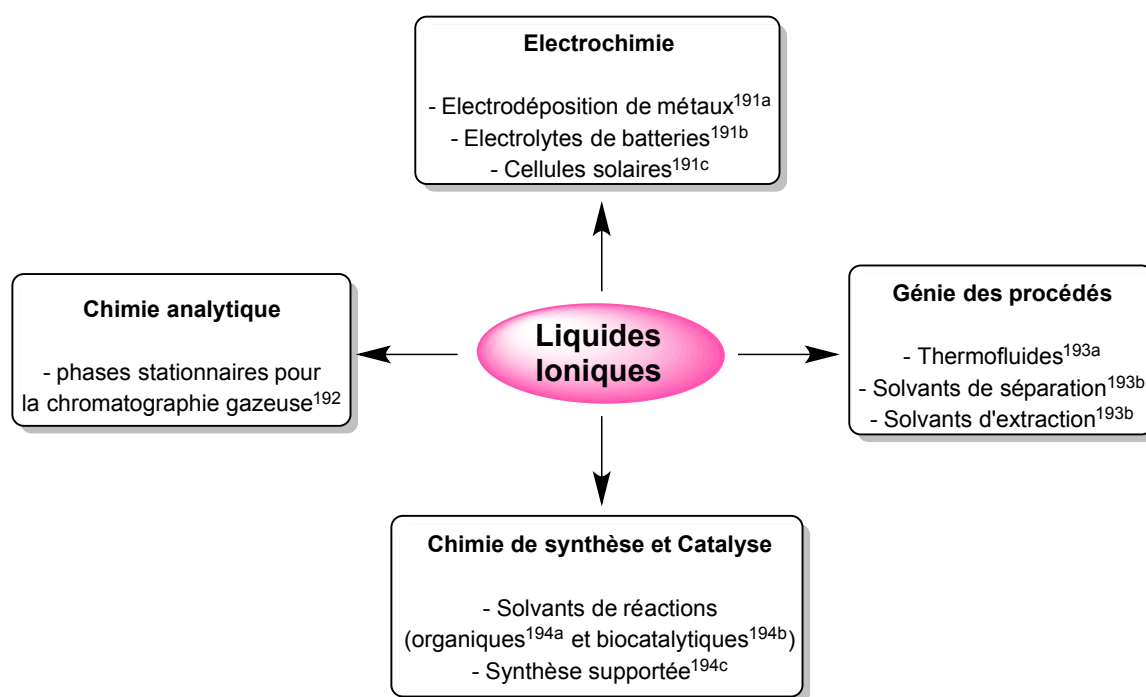 Electrochimie
- Electrodéposition de métaux191a
- Electrolytes de batteries191b
- Cellules solaires191c
Chimie analytique
- phases stationnaires pour
la chromatographie gazeuse192
Liquides
Ioniques
Génie des procédés
- Thermofluides193a
- Solvants de séparation193b
- Solvants d'extraction193b
Chimie de synthèse et Catalyse
- Solvants de réactions
(organiques194a et biocatalytiques194b)
- Synthèse supportée194c